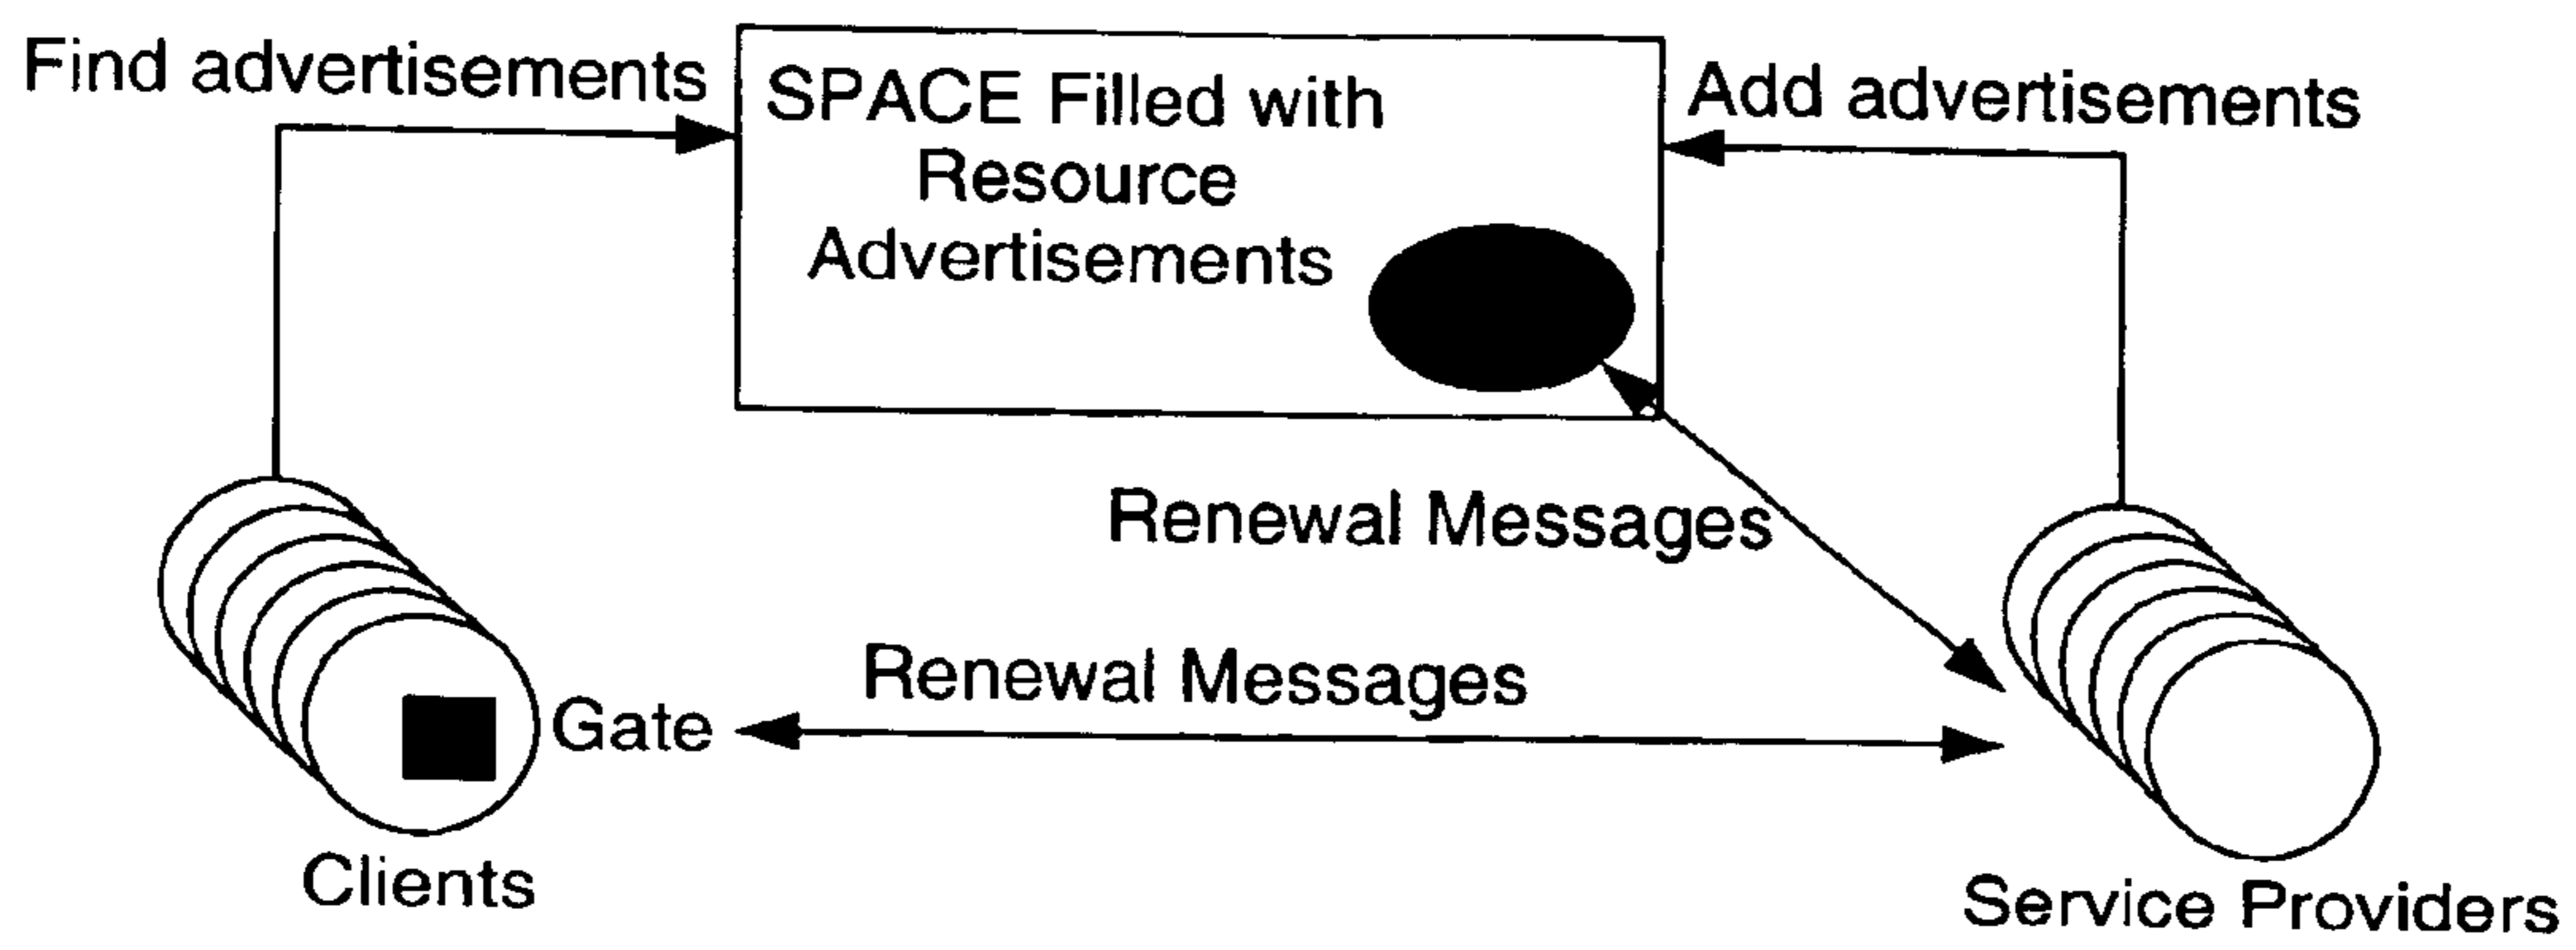 Find advertisements
SPACE Filled with
Resource
Advertisements
Add advertisements
Renewal Messages
Renewal Messages
Gate
Clients
Service Providers